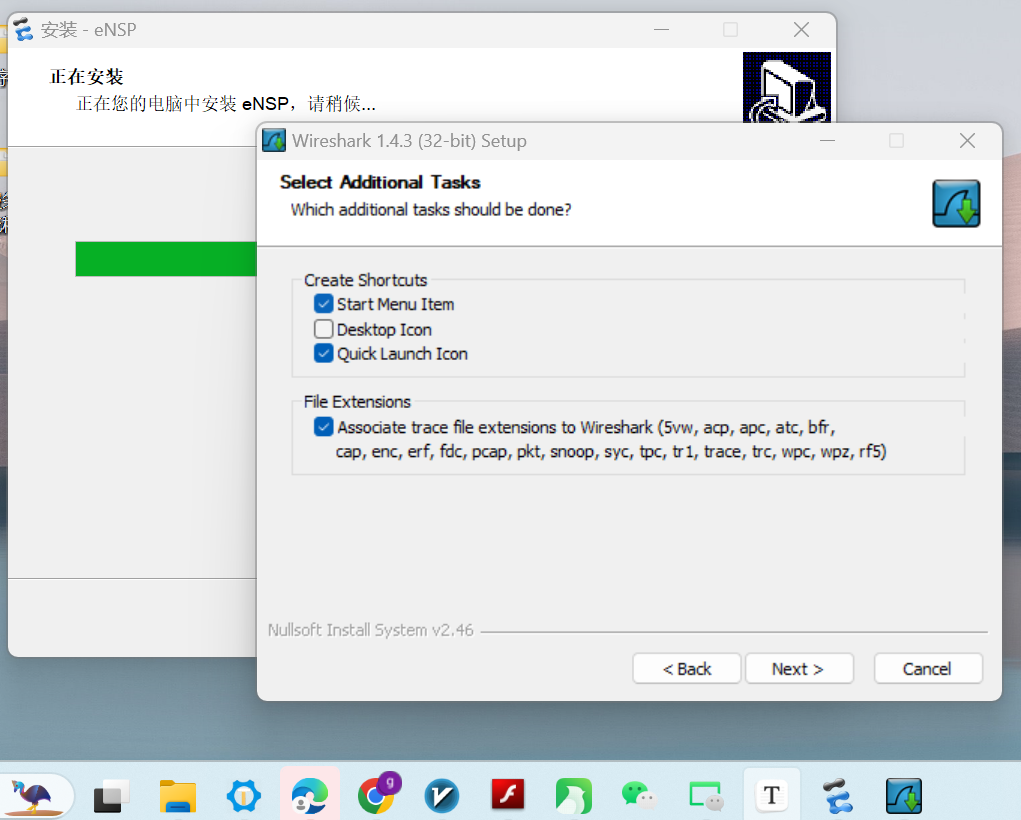 安装 - eNSP
正在安装
正在您的电脑中安装 eNSP，请稍候...
Wireshark 1.4.3 (32-bit) Setup
Select Additional Tasks
Which additional tasks should be done?
Create Shortcuts
Start Menu Item
Desktop Icon
Quick Launch Icon
File Extensions
Associate trace file extensions to Wireshark (5vw, acp, apc, atc, bfr,
cap, enc, erf, fdc, pcap, pkt, snoop, syc, tpc, tr1, trace, trc, wpc, wpz, rf5)
Nullsoft Install System v2.46
< Back
Next >
Cancel
g
T